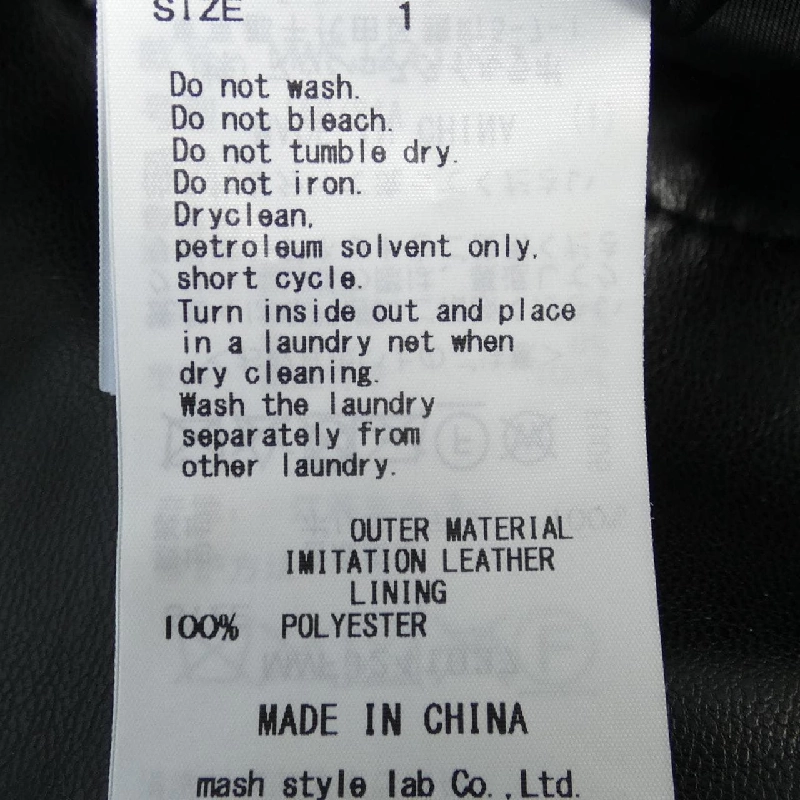 SIZE 1
Do not wash.
Do not bleach.
Do not tumble dry.
Do not iron.
Dryclean,
petroleum solvent only,
short cycle.
Turn inside out and place
in a laundry net when
dry cleaning.
Wash the laundry
separately from
other laundry.
OUTER MATERIAL
IMITATION LEATHER
LINING
100% POLYESTER
MADE IN CHINA
mash style lab Co.,Ltd.